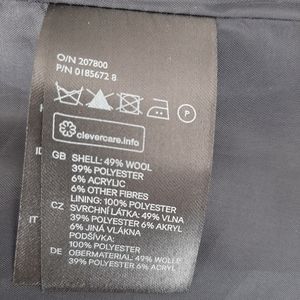 O/N 207800
P/N 0185672 8
P
clevercare.info
GB SHELL: 49% WOOL
39% POLYESTER
6% ACRYLIC
6% OTHER FIBRES
LINING: 100% POLYESTER
CZ SVRCHNÍ LÁTKA: 49% VLNA
39% POLYESTER 6% AKRYL
6% JINÁ VLÁKNA
PODŠÍVKA:
100% POLYESTER
DE OBERMATERIAL: 49% WOLLE
39% POLYESTER 6% ACRYL
IT